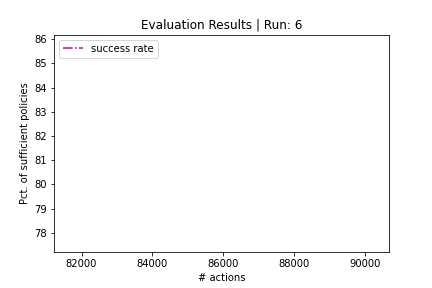 Evaluation Results | Run: 6
success rate
Pct. of sufficient policies
86
85
84
83
82
81
80
79
78
82000 84000 86000 88000 90000
# actions